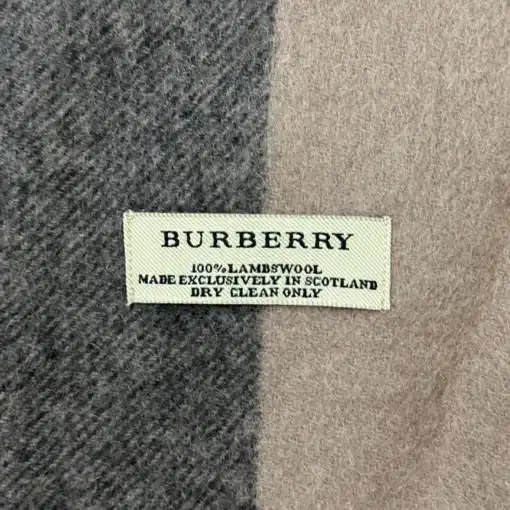 BURBERRY
100% LAMBSWOOL
MADE EXCLUSIVELY IN SCOTLAND
DRY CLEAN ONLY